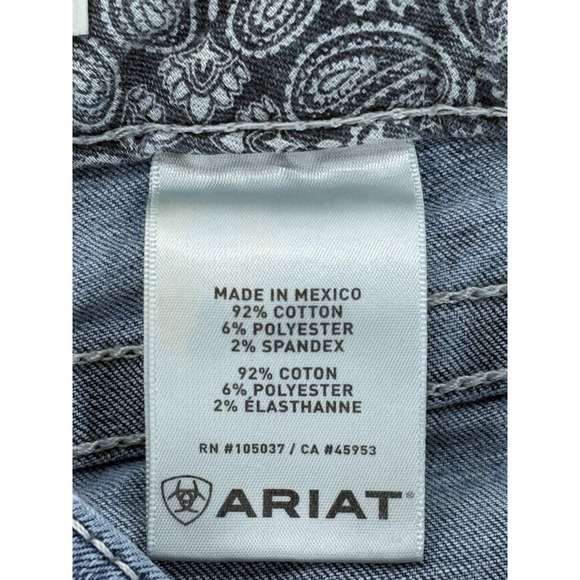 MADE IN MEXICO
92% COTTON
6% POLYESTER
2% SPANDEX
92% COTON
6% POLYESTER
2% ÉLASTHANNE
RN #105037 / CA #45953
ARIAT